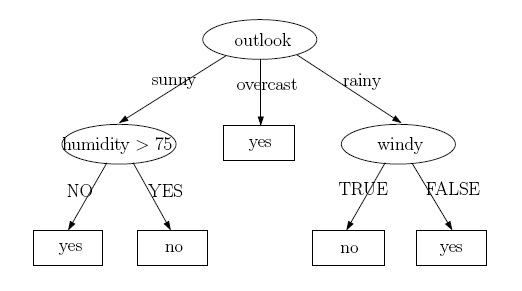 outlook
sunny
overcast
rainy
humidity > 75
yes
windy
NO
YES
TRUE
FALSE
yes
no
no
yes